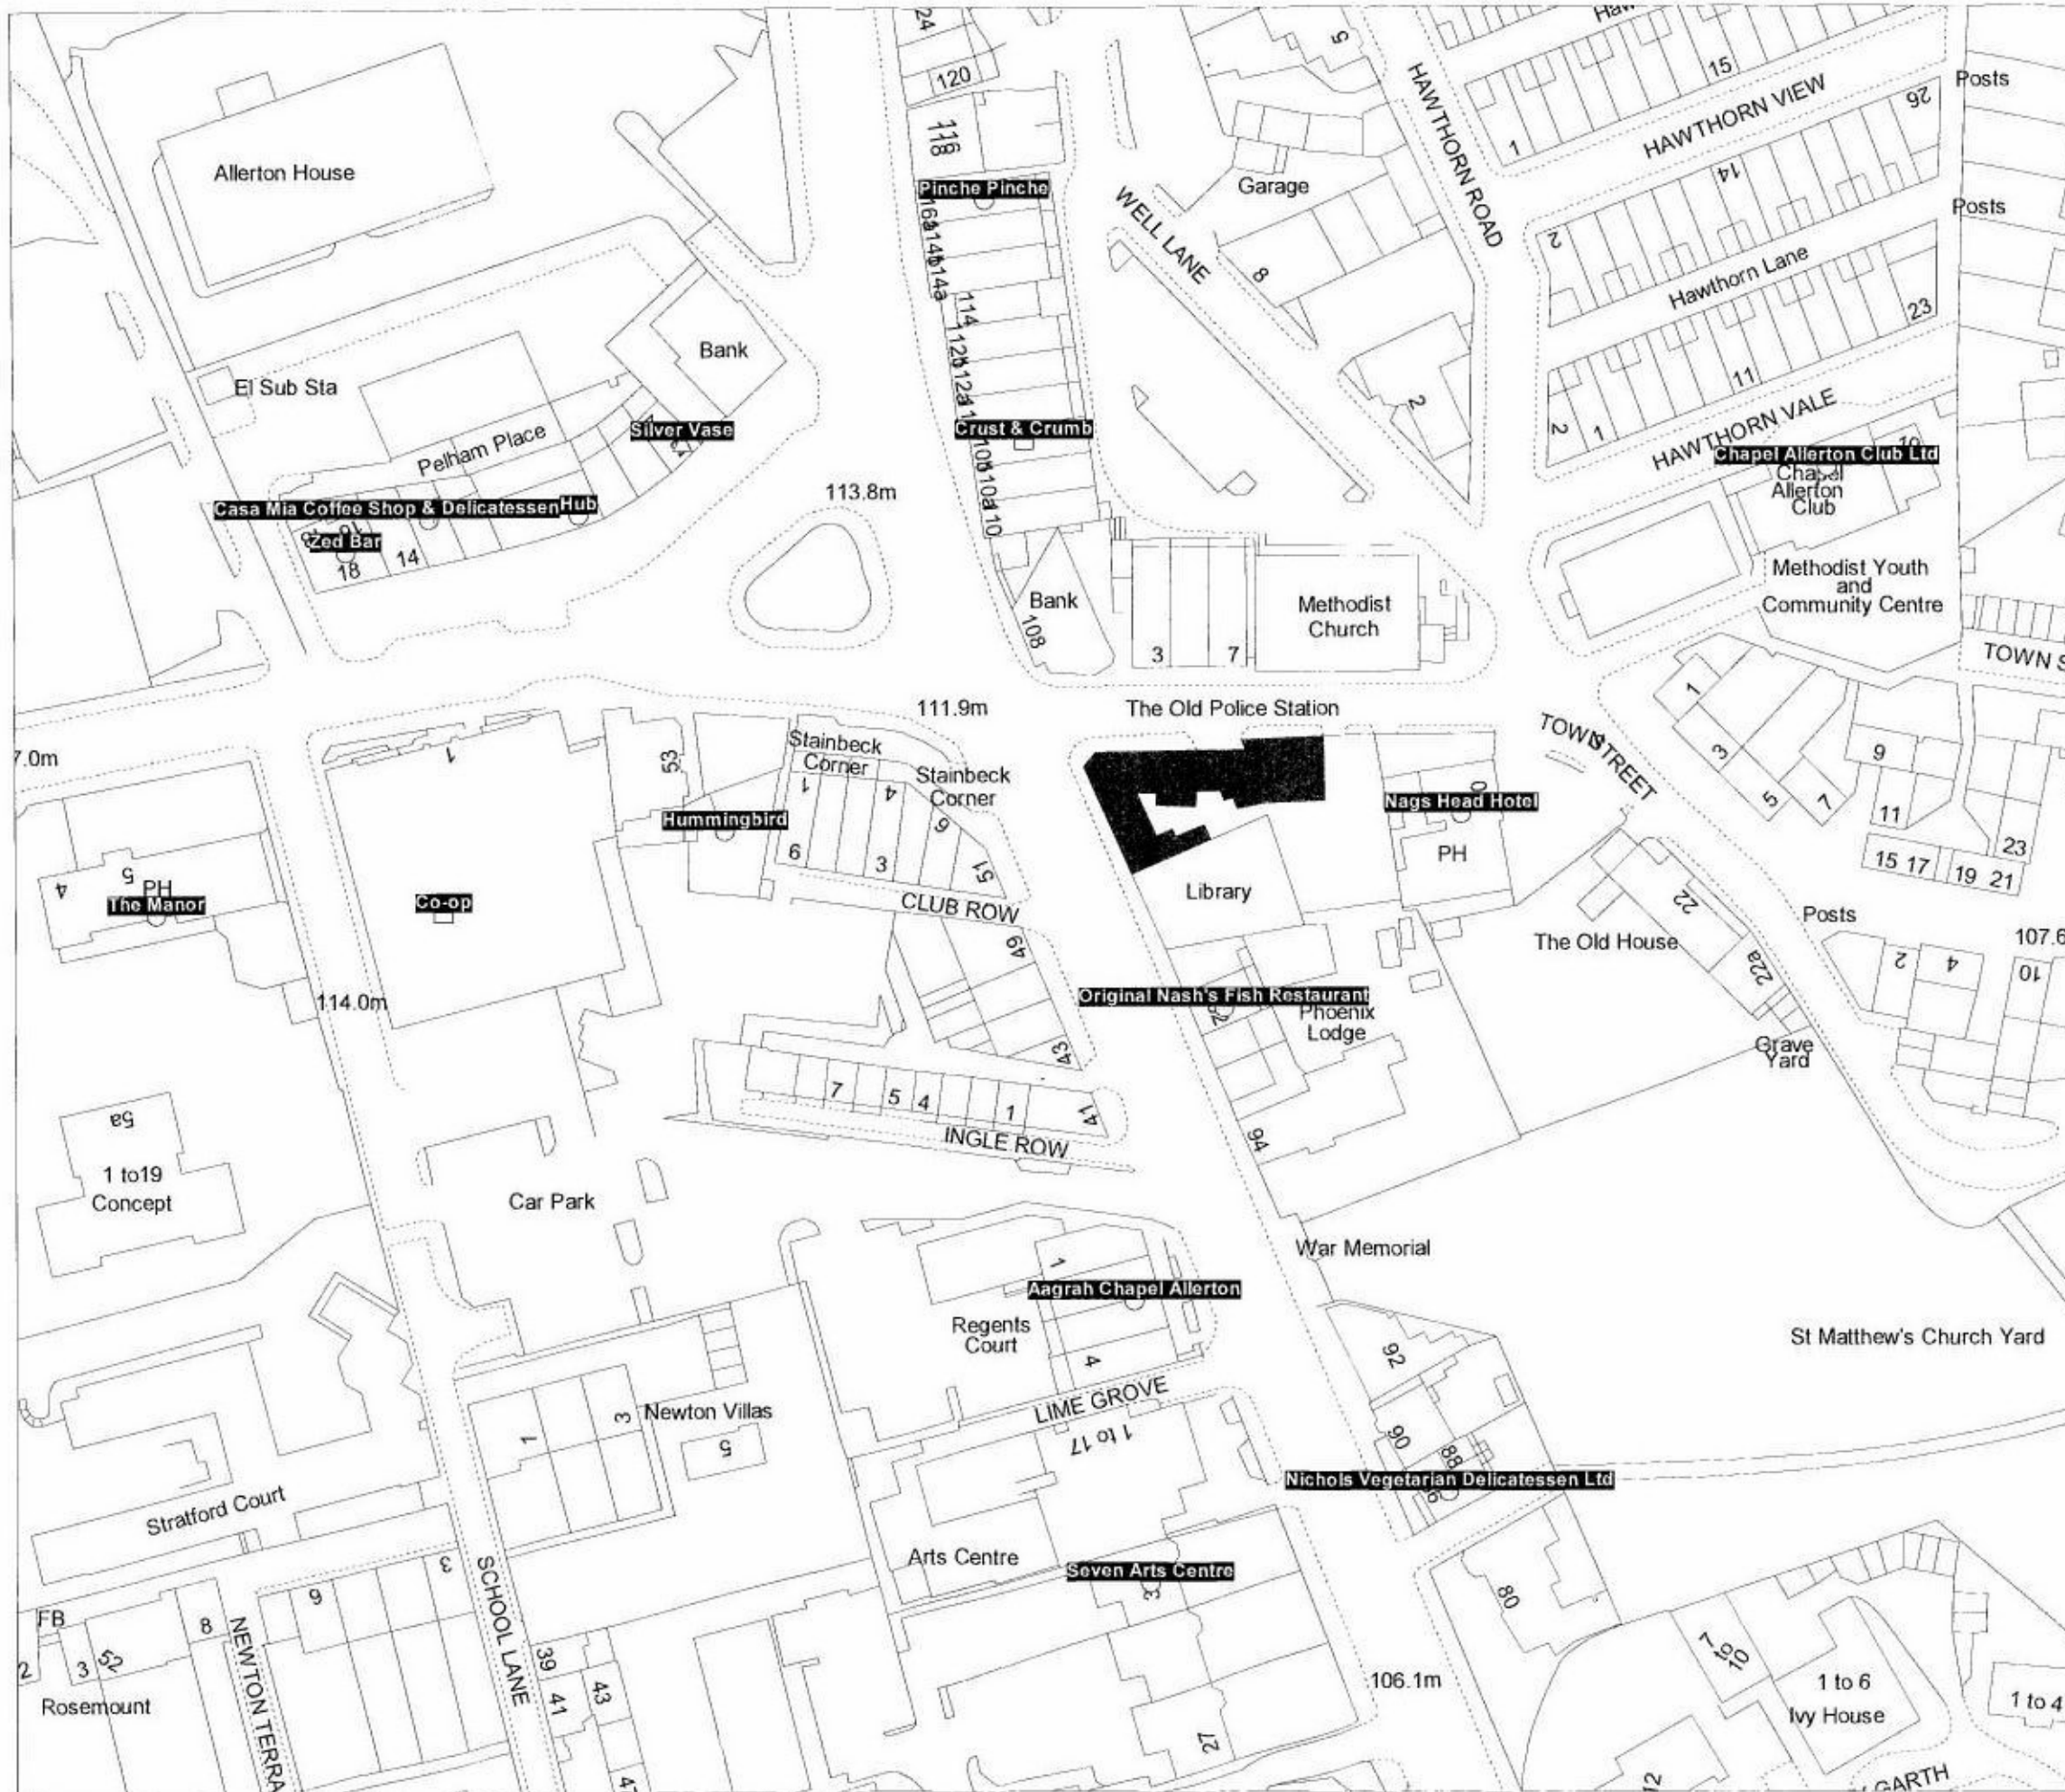 24
120
5
15
Posts
HAWTHORN VIEW
26
1
HAWTHORN ROAD
116
118
Allerton House
Pinche Pinche
Garage
14
Posts
WELL LANE
2
Hawthorn Lane
8
23
114
Bank
El Sub Sta
11
2
HAWTHORN VALE
2
1
Pelham Place
Silver Vase
Crust & Crumb
Chapel Allerton Club Ltd
Chapel
Allerton
Club
113.8m
Casa Mia Coffee Shop & Delicatessen
Hub
Zed Bar
18
14
110
Bank
108
Methodist
Church
3
7
Methodist Youth
and
Community Centre
TOWN S
111.9m
The Old Police Station
TOWN STREET
1
3
5
7
9
11
15 17
19 21
23
7.0m
1
53
Stainbeck
Corner
Stainbeck
Corner
1
4
6
Hummingbird
6
3
51
Nags Head Hotel
PH
Library
CLUB ROW
4
5
PH
The Manor
Co-op
49
22
The Old House
22a
Posts
2
4
10
107.6
114.0m
Original Nash's Fish Restaurant
Phoenix
Lodge
43
Grave
Yard
7
5
4
1
41
INGLE ROW
94
5a
1 to19
Concept
Car Park
War Memorial
1
Aagrah Chapel Allerton
Regents
Court
4
St Matthew's Church Yard
92
LIME GROVE
1 to 17
Newton Villas
1
3
5
90
88
Nichols Vegetarian Delicatessen Ltd
Stratford Court
Arts Centre
Seven Arts Centre
3
80
3
9
SCHOOL LANE
FB
8
NEWTON TERRA
2
3
52
Rosemount
39
41
43
106.1m
7
to
10
1 to 6
Ivy House
1 to 4
27
12
GARTH